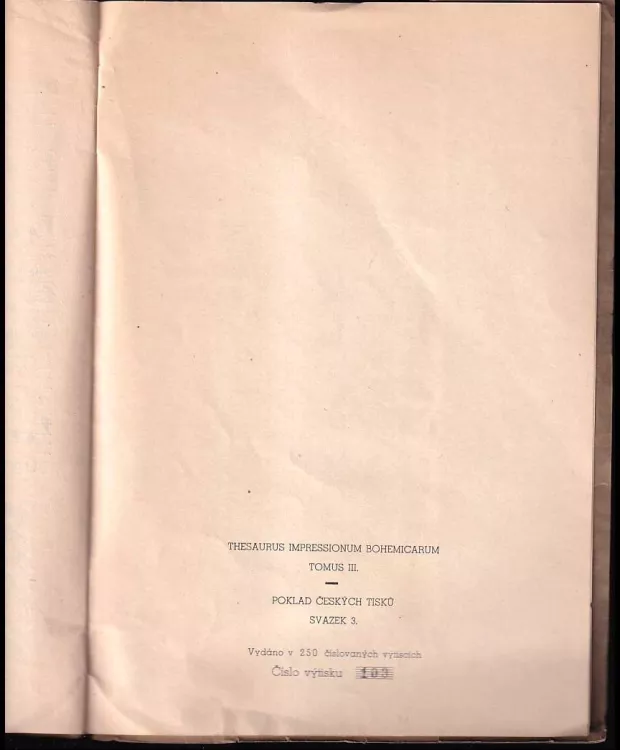 THESAURUS IMPRESSIONUM BOHEMICARUM
TOMUS III.
POKLAD ČESKÝCH TISKŮ
SVAZEK 3.
Vydáno v 250 číslovaných výtiscích
Číslo výtisku